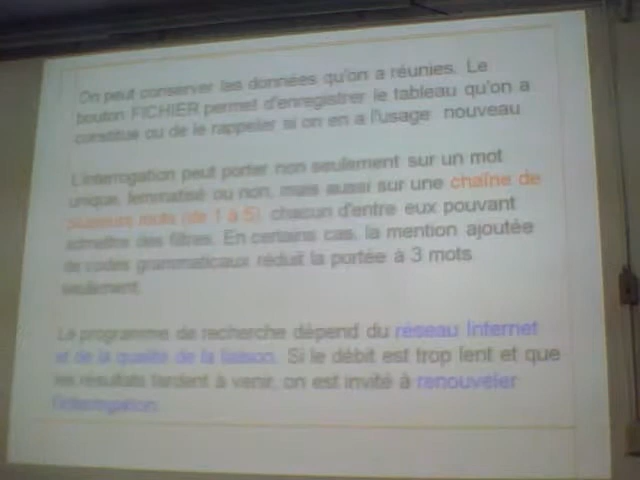 On peut conserver les données qu'on a réunies. Le
bouton FICHIER permet d'enregistrer le tableau qu'on a
constitué ou de le rappeler si on en a l'usage nouveau
L'interrogation peut porter non seulement sur un mot
unique, lemmatisé ou non, mais aussi sur une chaîne de
plusieurs mots (de 1 à 5), chacun d'entre eux pouvant
admettre des filtres. En certains cas, la mention ajoutée
de codes grammaticaux réduit la portée à 3 mots
seulement.
Le programme de recherche dépend du réseau Internet
et de la qualité de la liaison. Si le débit est trop lent et que
les résultats tardent à venir, on est invité à renouveler
l'interrogation.